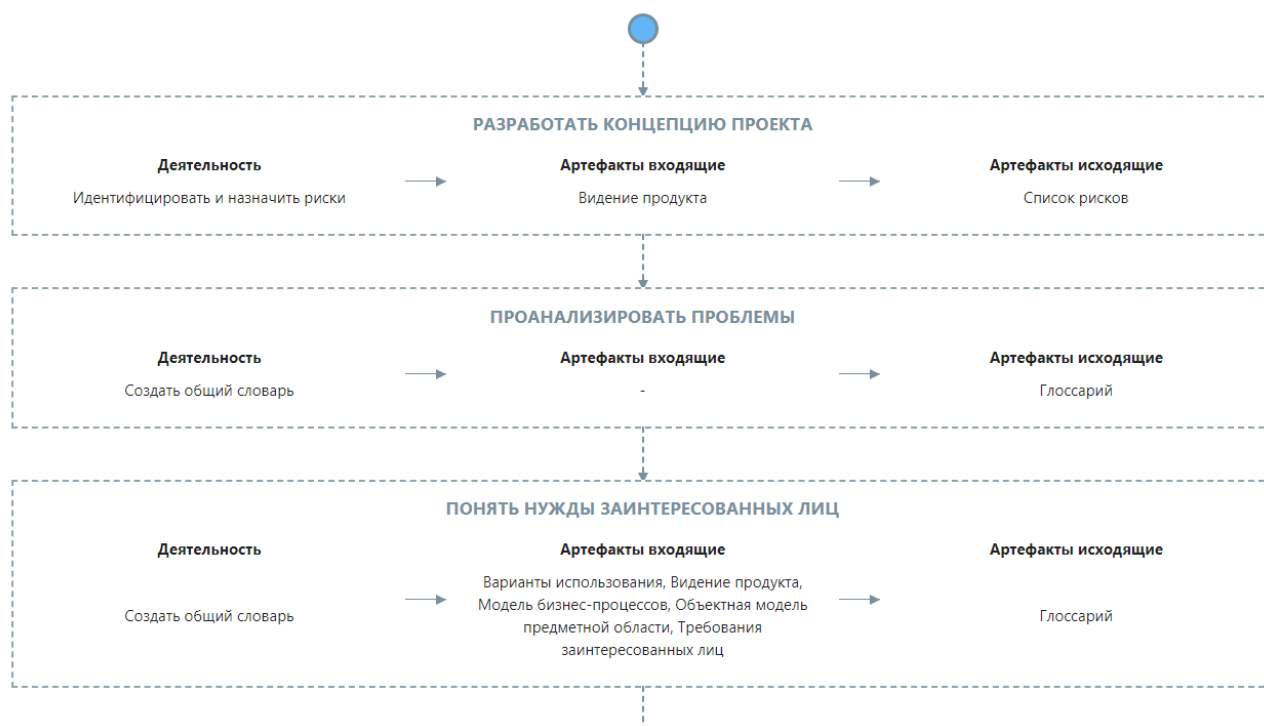 РАЗРАБОТАТЬ КОНЦЕПЦИЮ ПРОЕКТА
Деятельность
Идентифицировать и назначить риски
Артефакты входящие
Видение продукта
Артефакты исходящие
Список рисков
ПРОАНАЛИЗИРОВАТЬ ПРОБЛЕМЫ
Деятельность
Создать общий словарь
Артефакты входящие
-
Артефакты исходящие
Глоссарий
ПОНЯТЬ НУЖДЫ ЗАИНТЕРЕСОВАННЫХ ЛИЦ
Деятельность
Создать общий словарь
Артефакты входящие
Варианты использования, Видение продукта,
Модель бизнес-процессов, Объектная модель
предметной области, Требования
заинтересованных лиц
Артефакты исходящие
Глоссарий